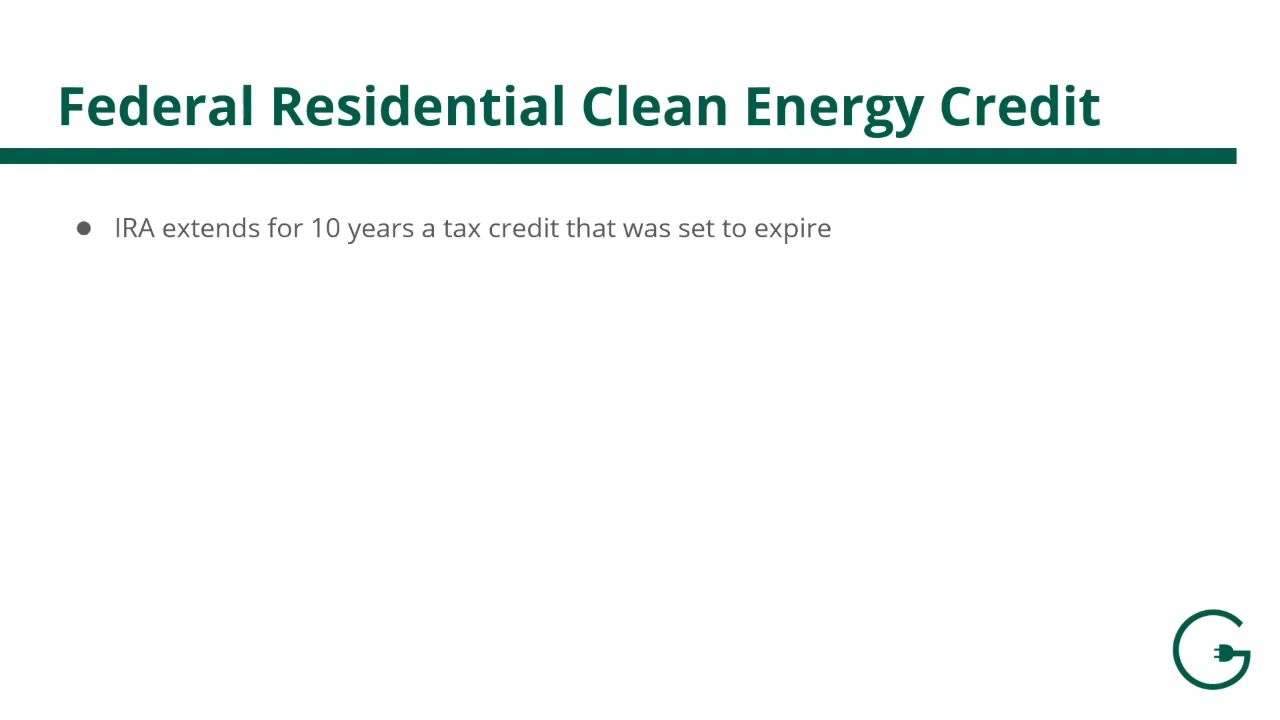 Federal Residential Clean Energy Credit
● IRA extends for 10 years a tax credit that was set to expire